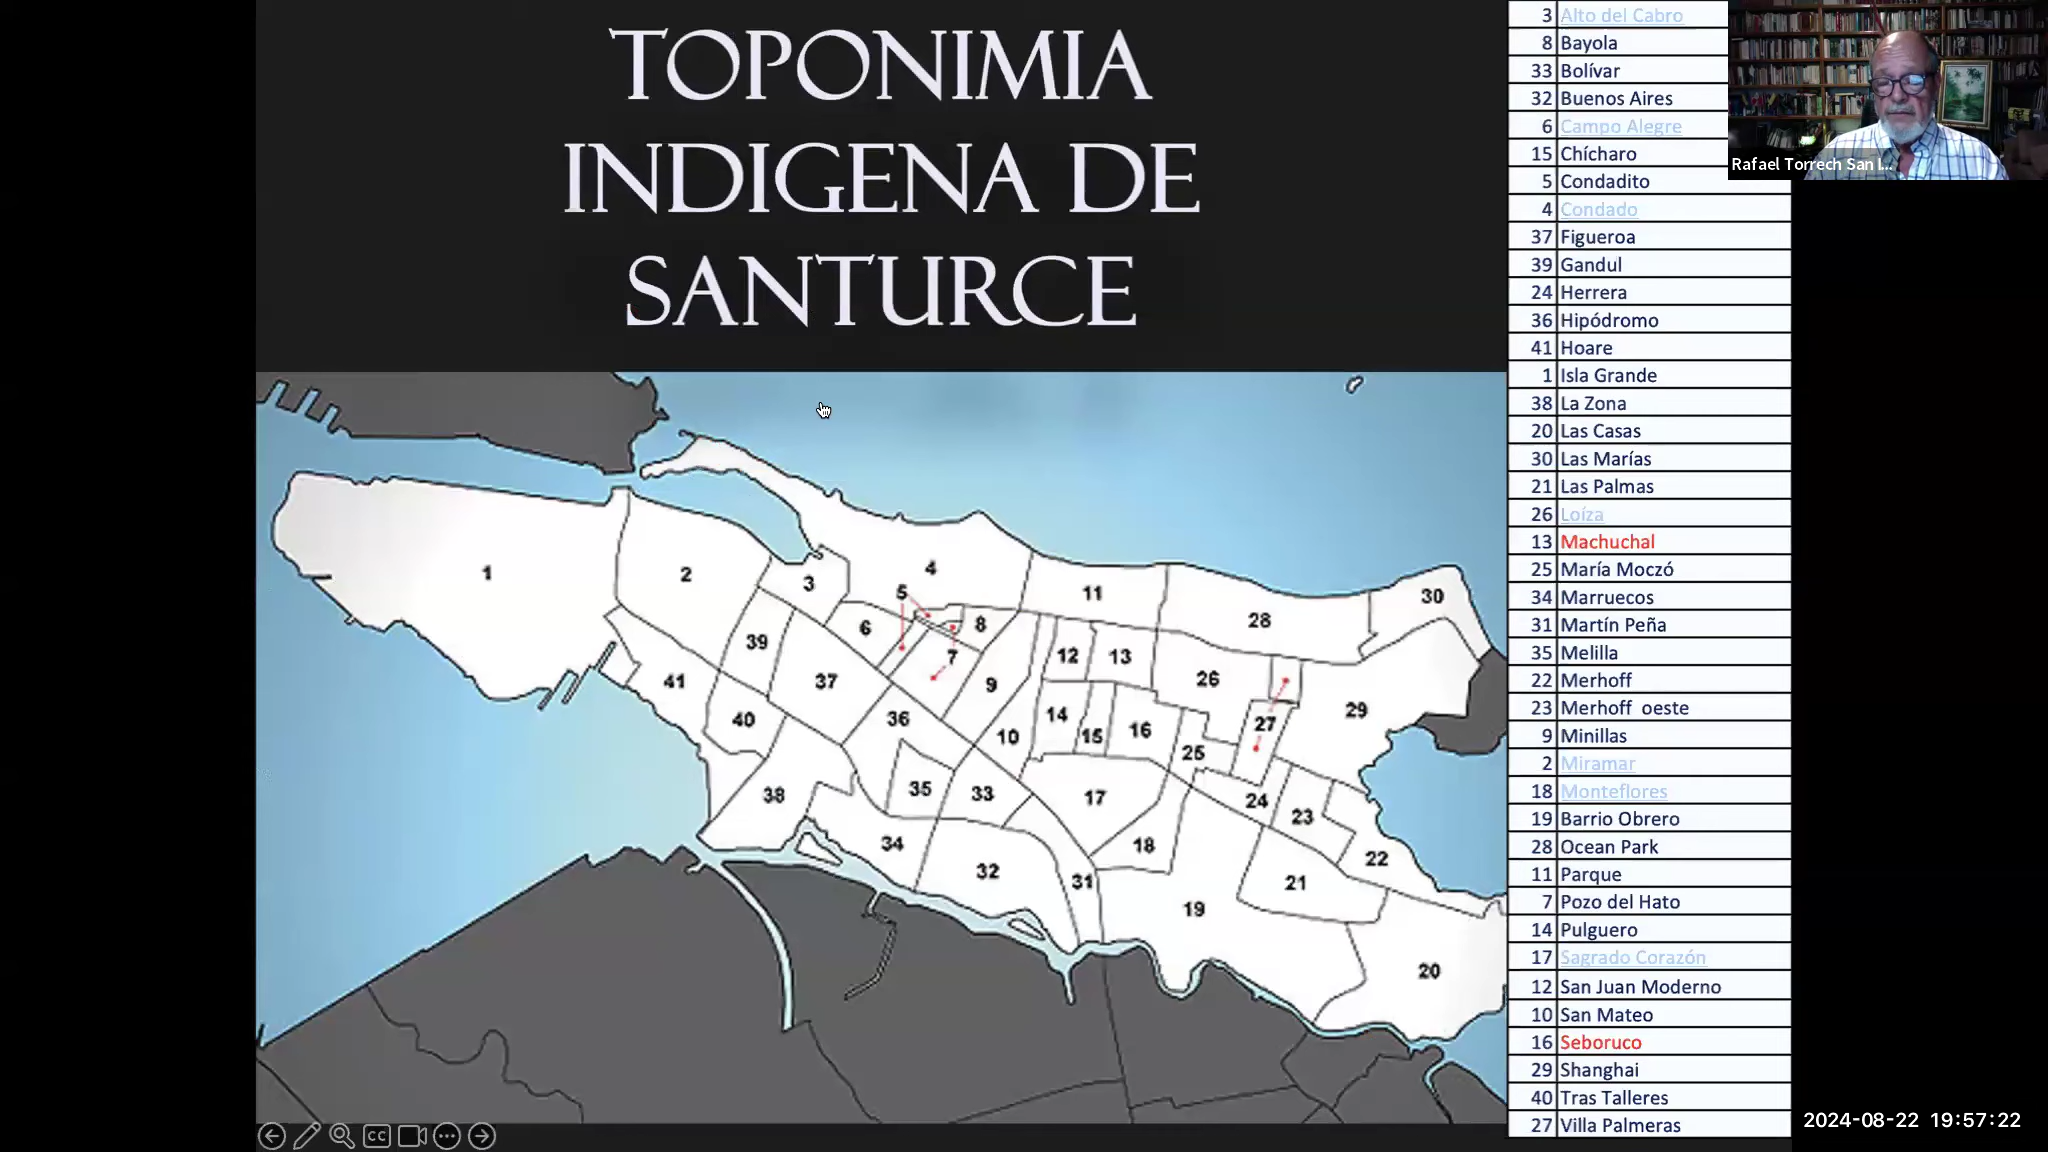 TOPONIMIA
INDIGENA DE
SANTURCE
3 Alto del Cabro
8 Bayola
33 Bolívar
32 Buenos Aires
6 Campo Alegre
15 Chícharo
5 Condadito
4 Condado
37 Figueroa
39 Gandul
24 Herrera
36 Hipódromo
41 Hoare
1 Isla Grande
38 La Zona
20 Las Casas
30 Las Marías
21 Las Palmas
26 Loíza
13 Machuchal
25 María Moczó
34 Marruecos
31 Martín Peña
35 Melilla
22 Merhoff
23 Merhoff oeste
9 Minillas
2 Miramar
18 Monteflores
19 Barrio Obrero
28 Ocean Park
11 Parque
7 Pozo del Hato
14 Pulguero
17 Sagrado Corazón
12 San Juan Moderno
10 San Mateo
16 Seboruco
29 Shanghai
40 Tras Talleres
27 Villa Palmeras
Rafael Torrech San I...
1
2
3
4
5
6
7
8
9
10
11
12
13
14
15
16
17
18
19
20
21
22
23
24
25
26
27
28
29
30
31
32
33
34
35
36
37
38
39
40
41
CC
2024-08-22 19:57:22